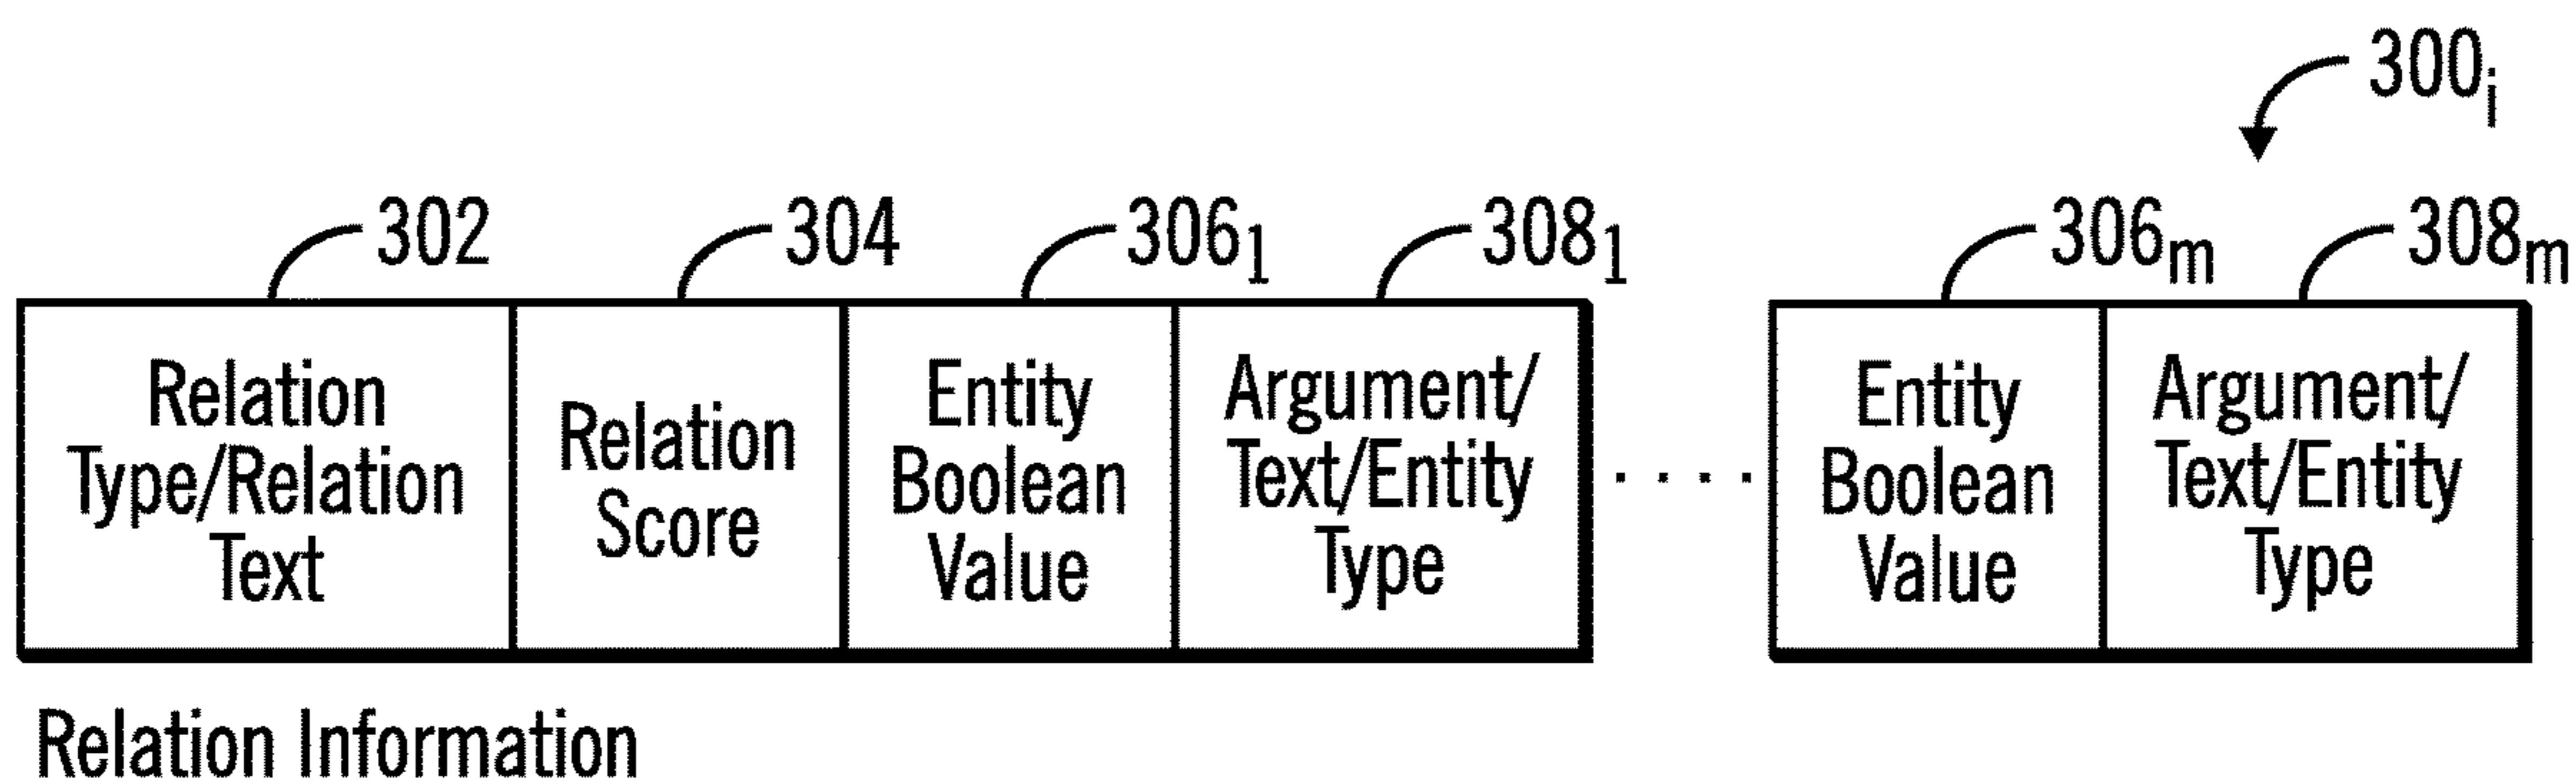 300i
302 304 3061 3081 306m 308m
Relation Type/Relation Text
Relation Score
Entity Boolean Value
Argument/Text/Entity Type
. . . .
Entity Boolean Value
Argument/Text/Entity Type
Relation Information